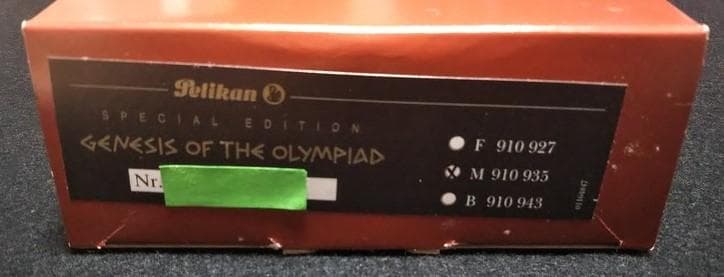 Pelikan
SPECIAL EDITION
GENESIS OF THE OLYMPIAD
Nr.
F 910 927
M 910 935
B 910 943